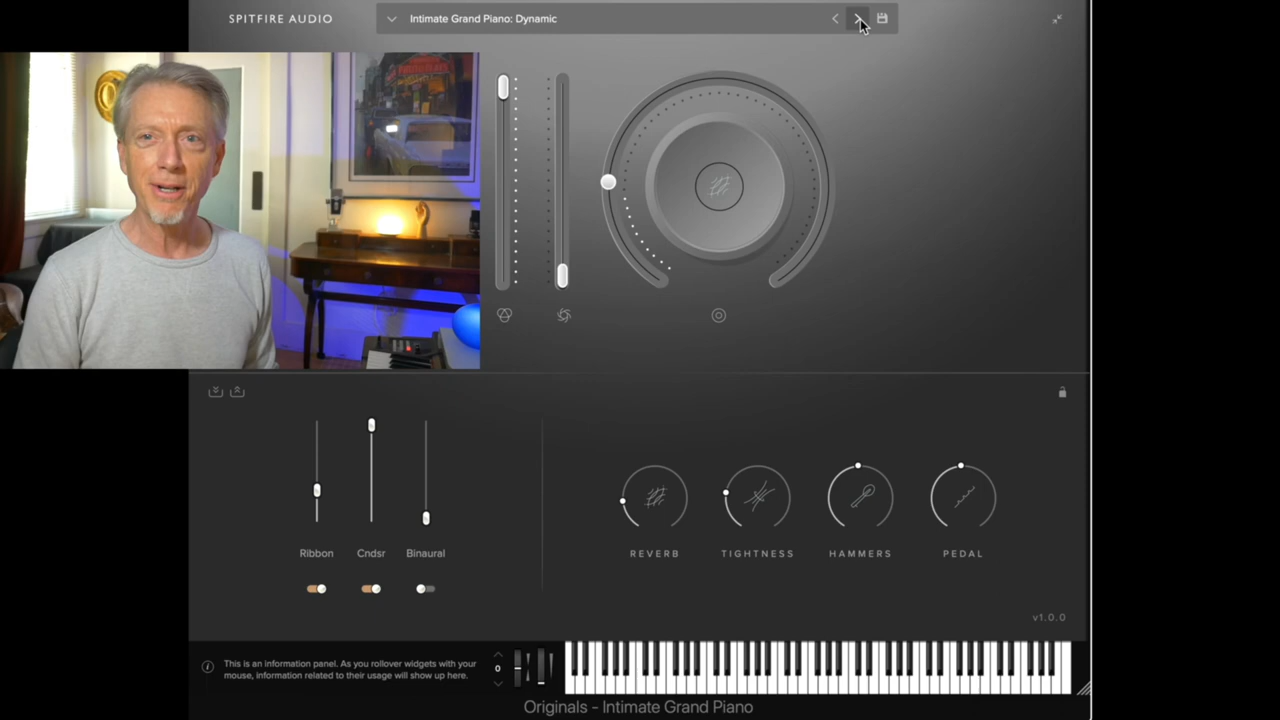 SPITFIRE AUDIO
Intimate Grand Piano: Dynamic
Ribbon
Cndsr
Binaural
REVERB
TIGHTNESS
HAMMERS
PEDAL
v1.0.0
This is an information panel. As you rollover widgets with your
mouse, information related to their usage will show up here.
0
Originals - Intimate Grand Piano